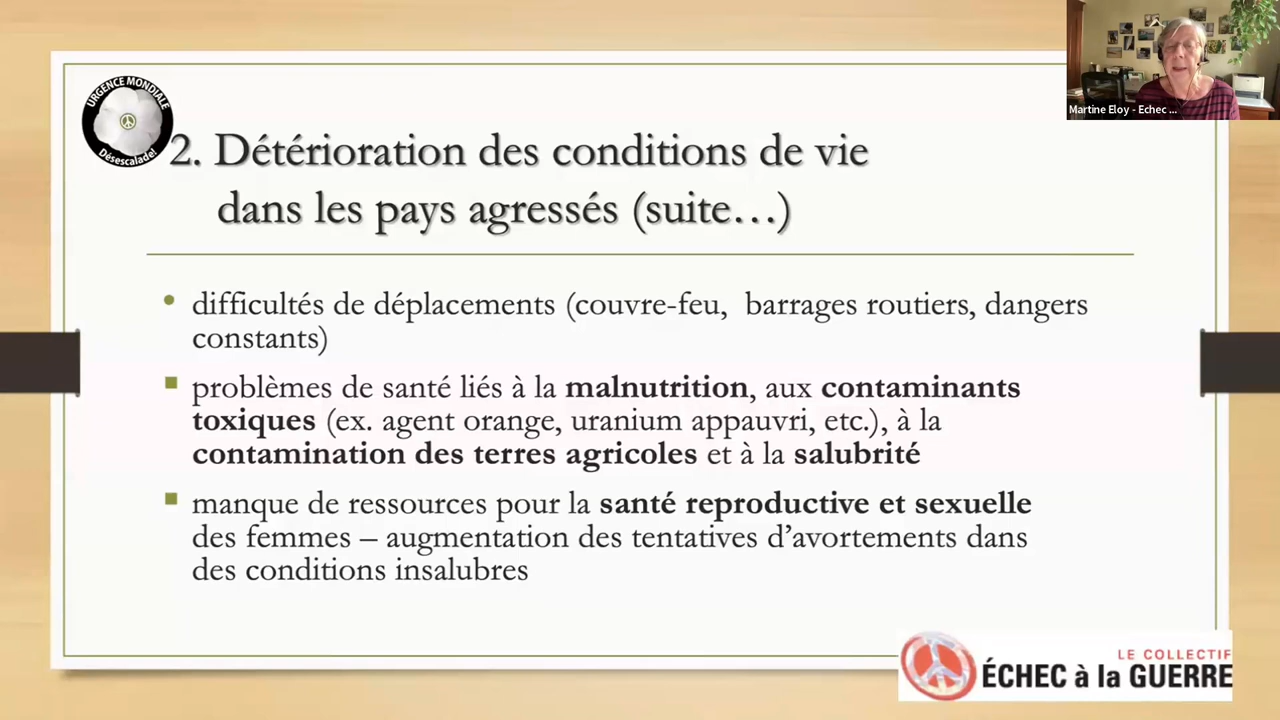 URGENCE MONDIALE
Désescalade!
Martine Eloy - Echec ...
2. Détérioration des conditions de vie
dans les pays agressés (suite…)
• difficultés de déplacements (couvre-feu, barrages routiers, dangers
constants)
▪ problèmes de santé liés à la malnutrition, aux contaminants
toxiques (ex. agent orange, uranium appauvri, etc.), à la
contamination des terres agricoles et à la salubrité
▪ manque de ressources pour la santé reproductive et sexuelle
des femmes – augmentation des tentatives d’avortements dans
des conditions insalubres
LE COLLECTIF
ÉCHEC à la GUERRE